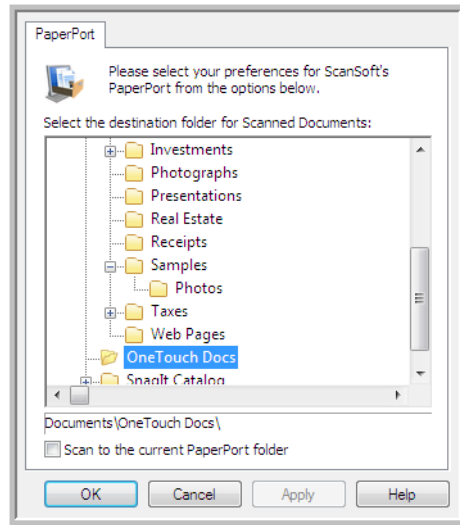 PaperPort
Please select your preferences for ScanSoft's
PaperPort from the options below.
Select the destination folder for Scanned Documents:
Investments
Photographs
Presentations
Real Estate
Receipts
Samples
Photos
Taxes
Web Pages
OneTouch Docs
SnagIt Catalog
Documents\OneTouch Docs\
Scan to the current PaperPort folder
OK Cancel Apply Help